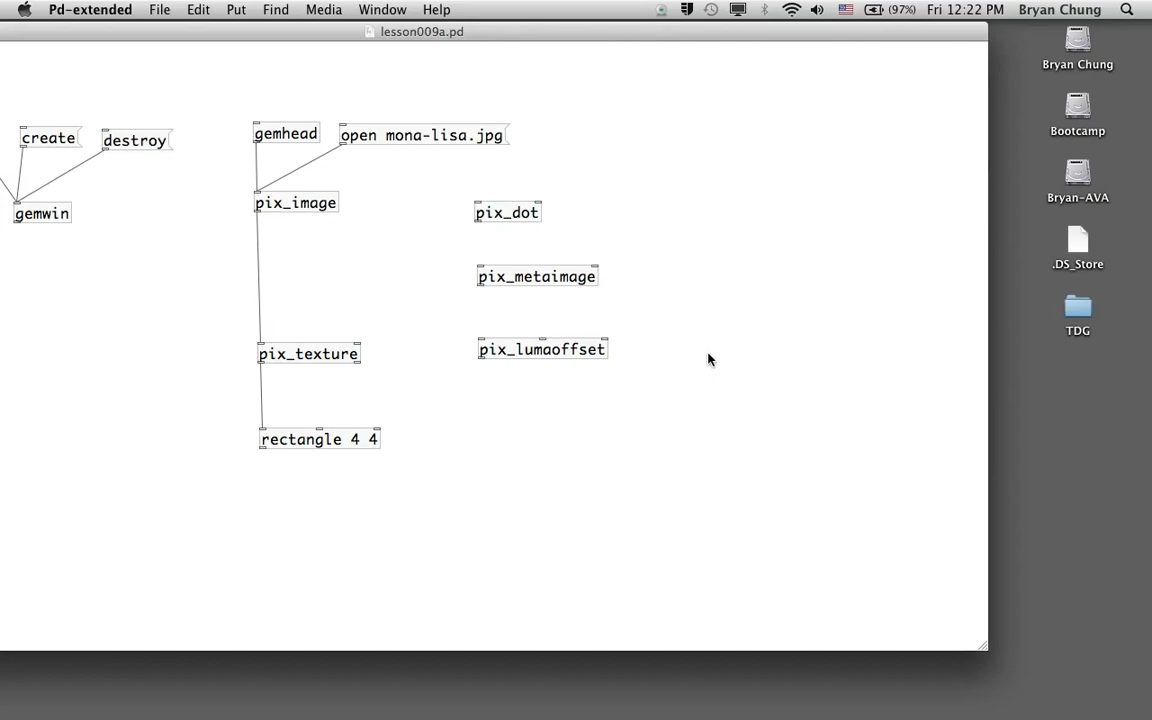 Pd-extended File Edit Put Find Media Window Help (97%) Fri 12:22 PM Bryan Chung
lesson009a.pd
Bryan Chung
Bootcamp
Bryan-AVA
.DS_Store
TDG
create
destroy
gemwin
gemhead
open mona-lisa.jpg
pix_image
pix_dot
pix_metaimage
pix_texture
pix_lumaoffset
rectangle 4 4